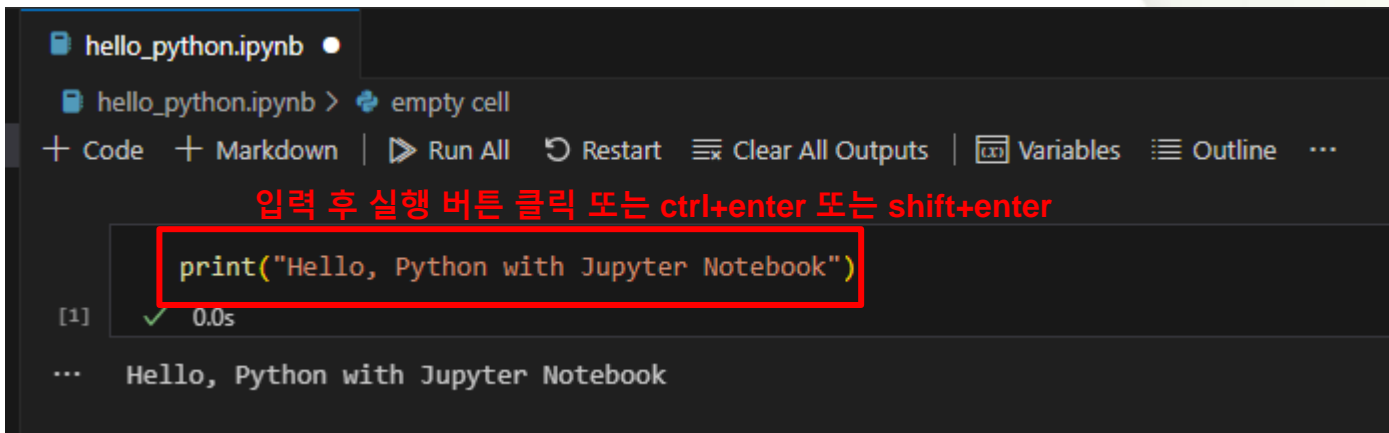 hello_python.ipynb ●
hello_python.ipynb > empty cell
+ Code + Markdown | Run All Restart Clear All Outputs | Variables Outline ...
입력 후 실행 버튼 클릭 또는 ctrl+enter 또는 shift+enter
print("Hello, Python with Jupyter Notebook")
[1] ✓ 0.0s
... Hello, Python with Jupyter Notebook